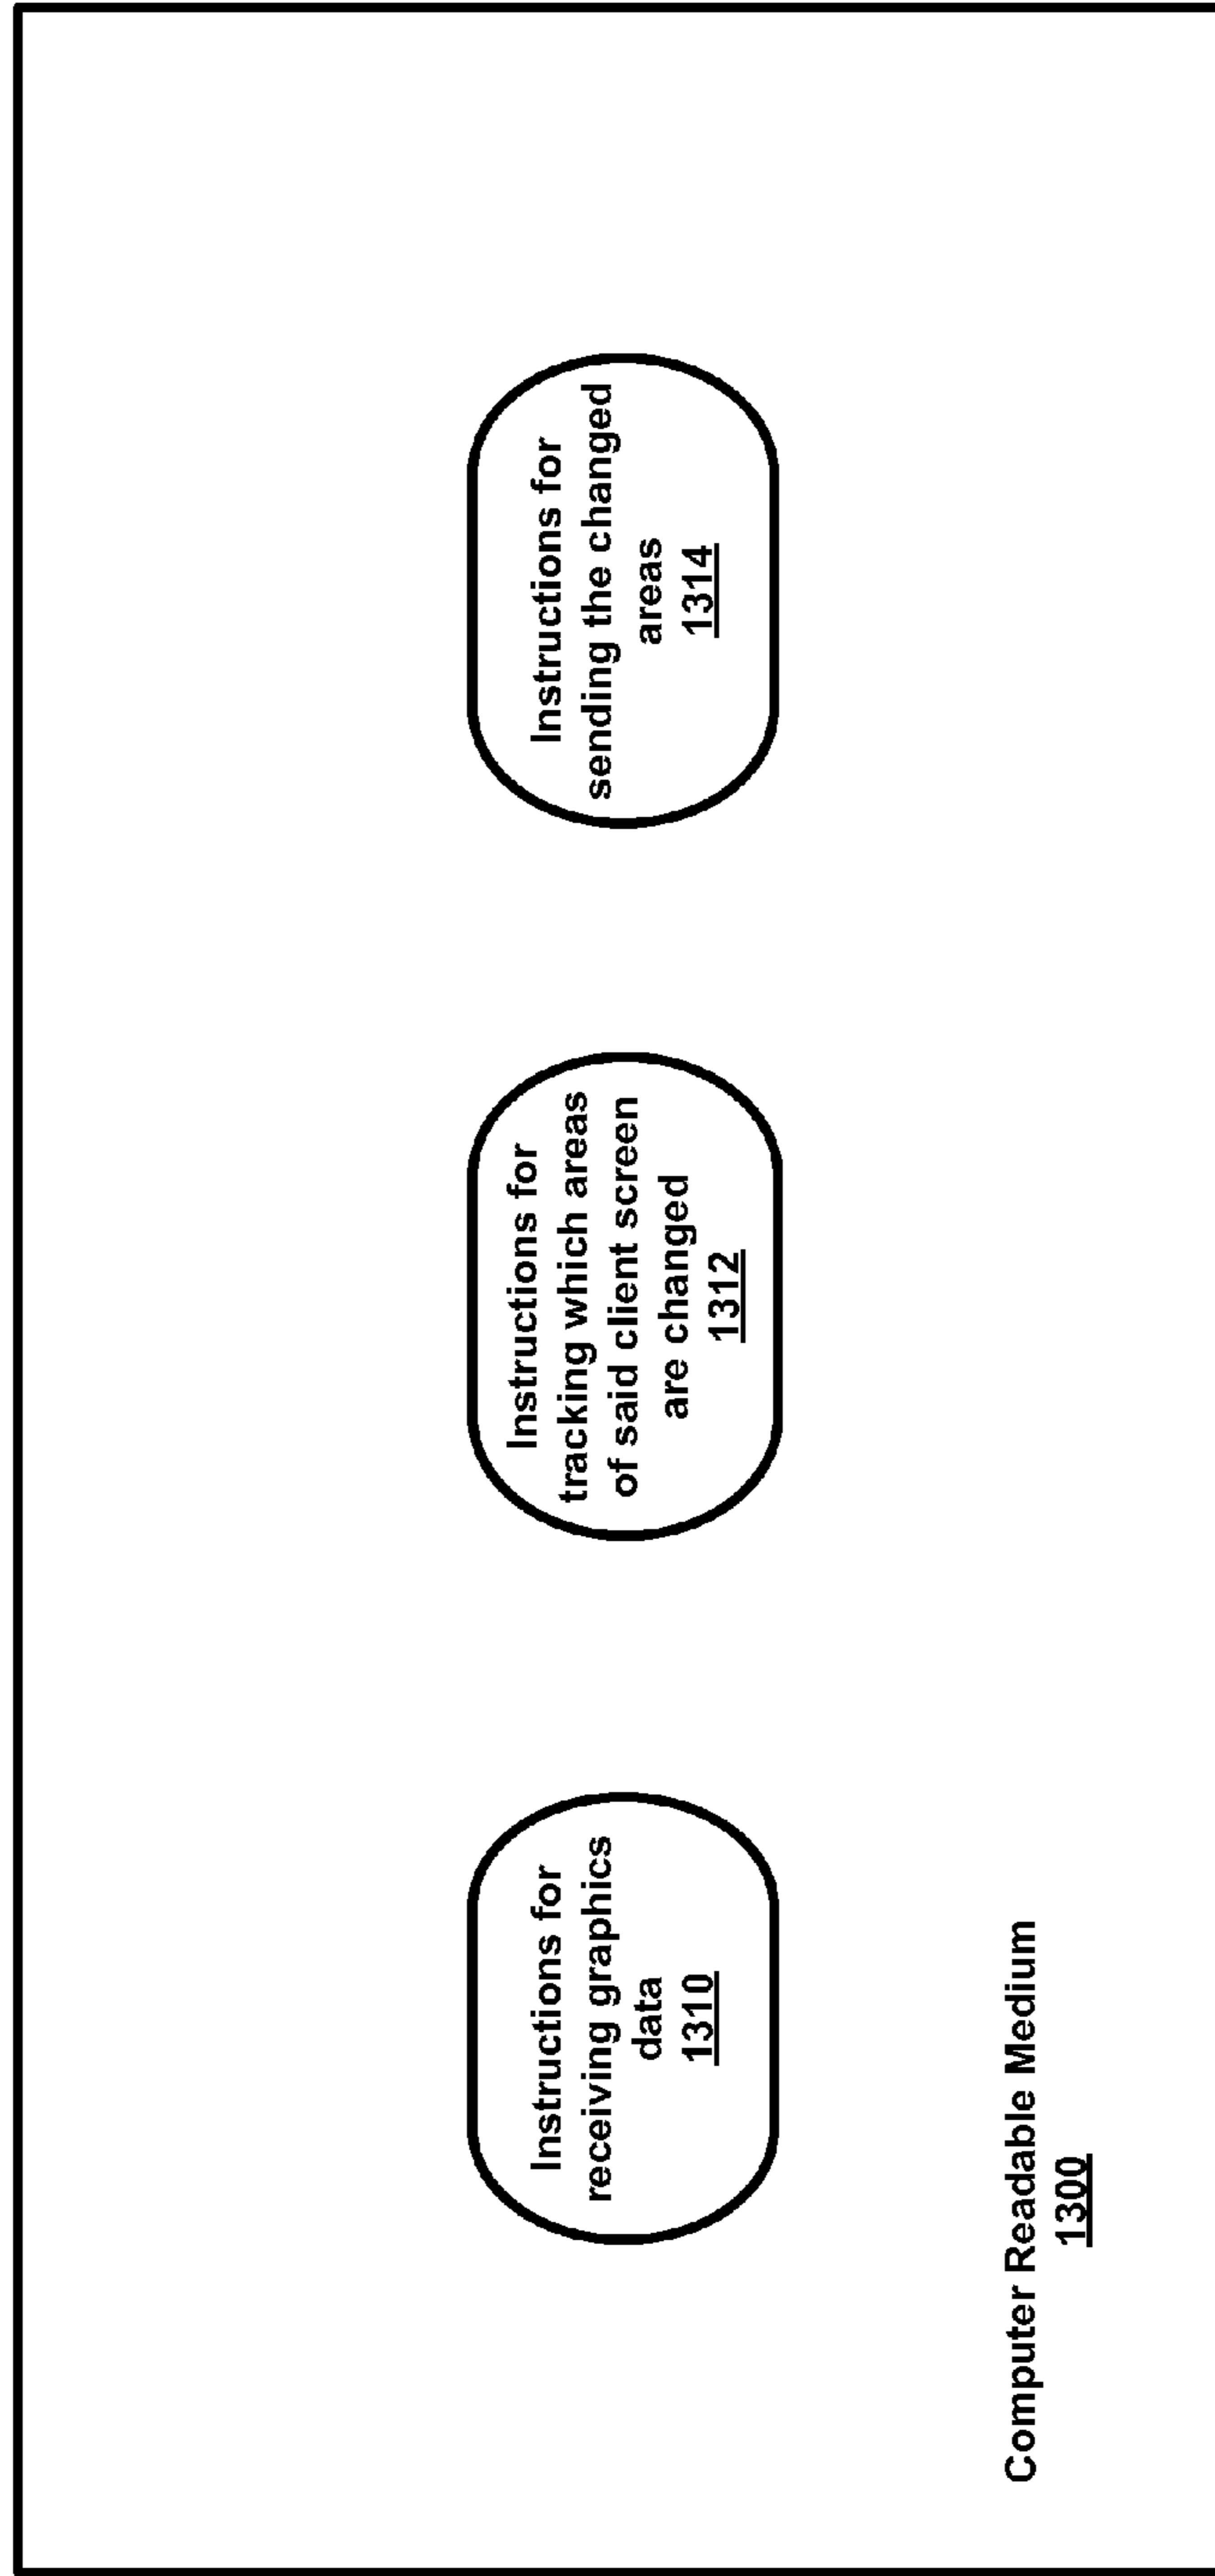 Instructions for
receiving graphics
data
1310
Instructions for
tracking which areas
of said client screen
are changed
1312
Instructions for
sending the changed
areas
1314
Computer Readable Medium
1300